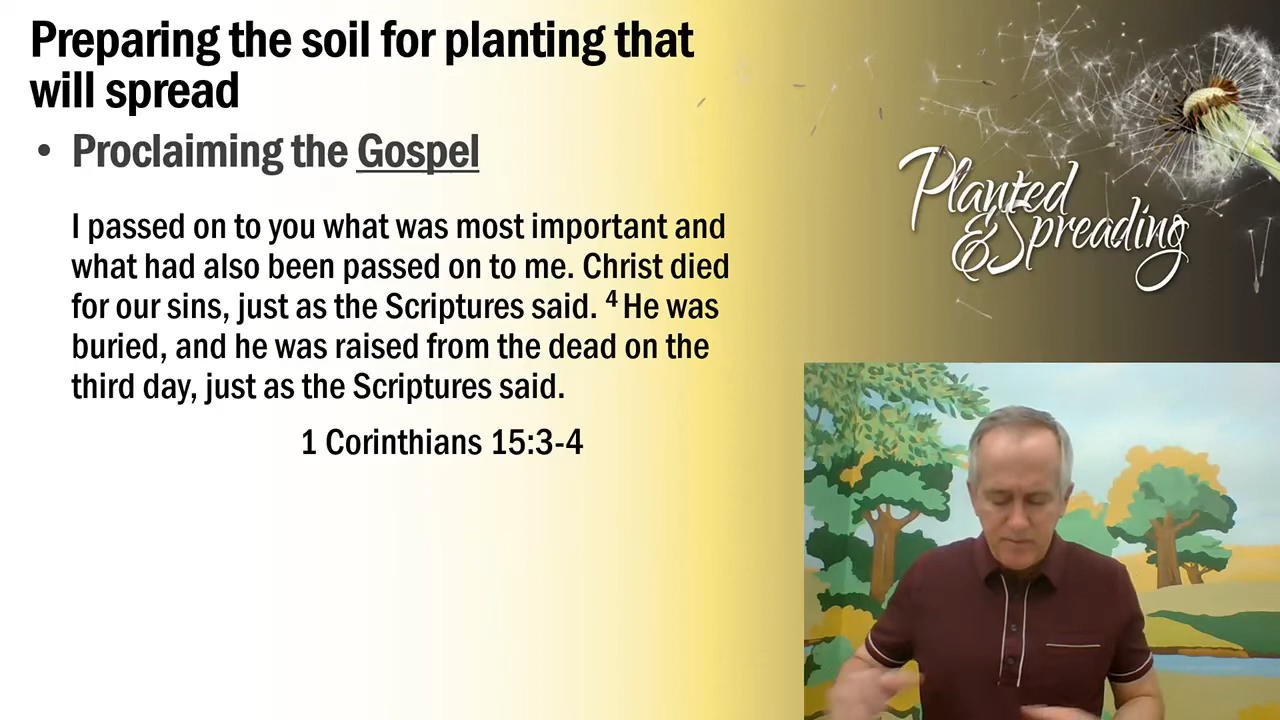 Preparing the soil for planting that
will spread
• Proclaiming the Gospel
I passed on to you what was most important and
what had also been passed on to me. Christ died
for our sins, just as the Scriptures said. ⁴ He was
buried, and he was raised from the dead on the
third day, just as the Scriptures said.
1 Corinthians 15:3-4
Planted
& Spreading